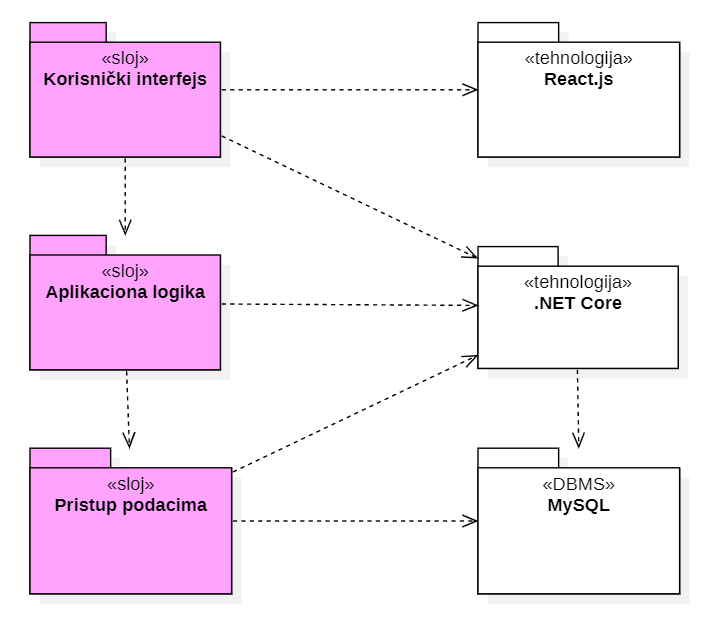 «sloj»
Korisnički interfejs
«tehnologija»
React.js
«sloj»
Aplikaciona logika
«tehnologija»
.NET Core
«sloj»
Pristup podacima
«DBMS»
MySQL